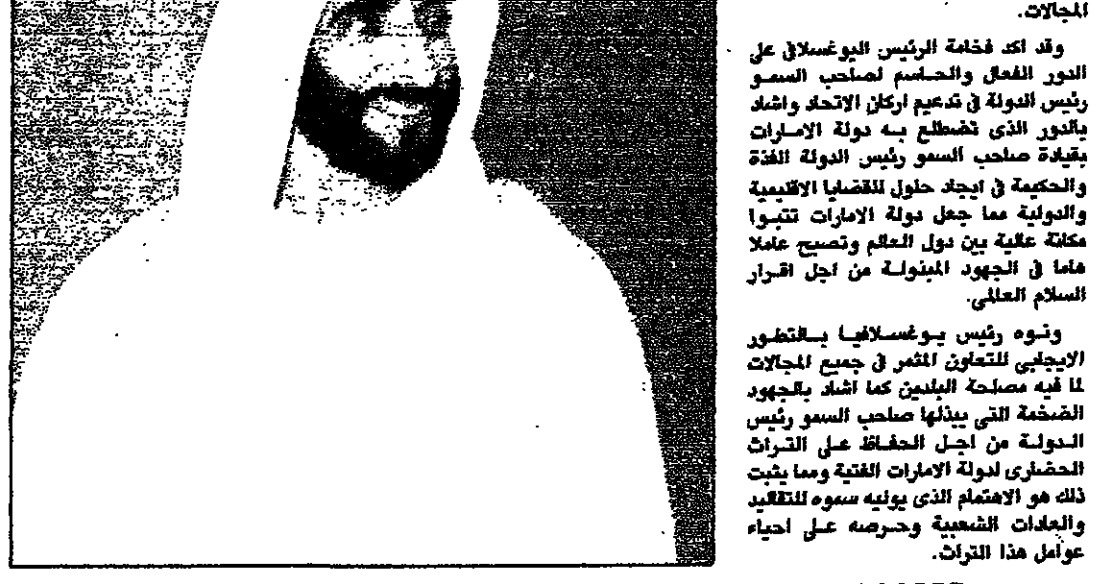 المجالات.
وقد اكد فخامة الرئيس اليوغسلافى على
الدور الفعال والحاسم لصاحب السمو
رئيس الدولة في تدعيم اركان الاتحاد واشاد
بالدور الذى تضطلع به دولة الامارات
بقيادة صاحب السمو رئيس الدولة الفذة
والحكيمة في ايجاد حلول للقضايا الاقليمية
والدولية مما جعل دولة الامارات تتبوا
مكانة عالية بين دول العالم وتصبح عاملا
هاما في الجهود المبذولة من اجل اقرار
السلام العالمي.
ونوه رئيس يوغسلافيا بالتطور
الايجابي للتعاون المثمر في جميع المجالات
لما فيه مصلحة البلدين كما اشاد بالجهود
الضخمة التي يبذلها صاحب السمو رئيس
الدولة من اجل الحفاظ على التراث
الحضارى لدولة الامارات الفتية ومما يثبت
ذلك هو الاهتمام الذى يوليه سموه للتقاليد
والعادات الشعبية وحرصه على احياء
عوامل هذا التراث.